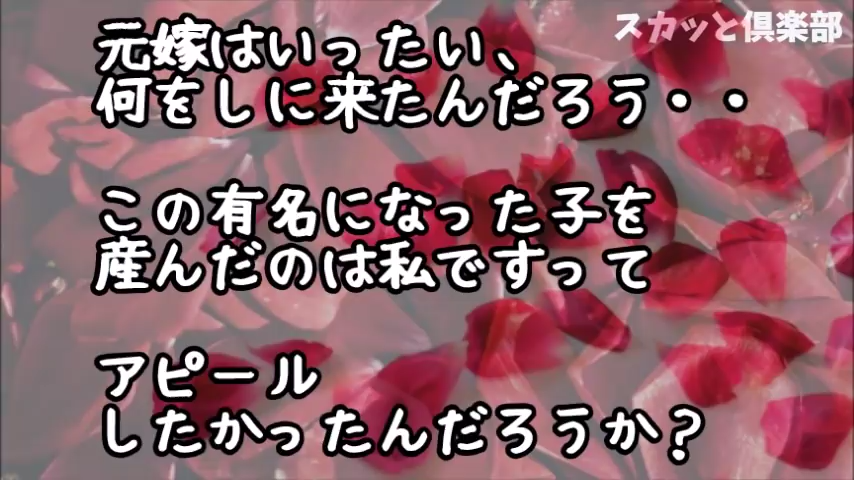 スカッと倶楽部
元嫁はいったい、
何をしに来たんだろう・・
この有名になった子を
産んだのは私ですって
アピール
したかったんだろうか？